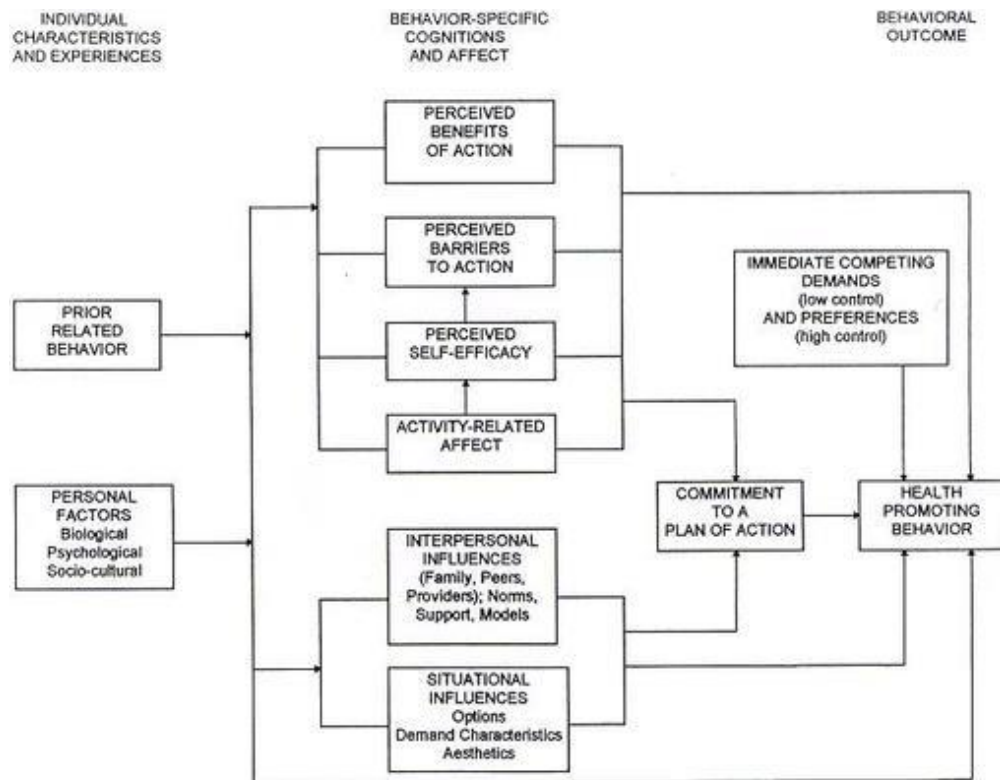 INDIVIDUAL
CHARACTERISTICS
AND EXPERIENCES
BEHAVIOR-SPECIFIC
COGNITIONS
AND AFFECT
BEHAVIORAL
OUTCOME
PERCEIVED
BENEFITS
OF ACTION
PERCEIVED
BARRIERS
TO ACTION
IMMEDIATE COMPETING
DEMANDS
(low control)
AND PREFERENCES
(high control)
PRIOR
RELATED
BEHAVIOR
PERCEIVED
SELF-EFFICACY
ACTIVITY-RELATED
AFFECT
PERSONAL
FACTORS
Biological
Psychological
Socio-cultural
COMMITMENT
TO A
PLAN OF ACTION
HEALTH
PROMOTING
BEHAVIOR
INTERPERSONAL
INFLUENCES
(Family, Peers,
Providers); Norms,
Support, Models
SITUATIONAL
INFLUENCES
Options
Demand Characteristics
Aesthetics